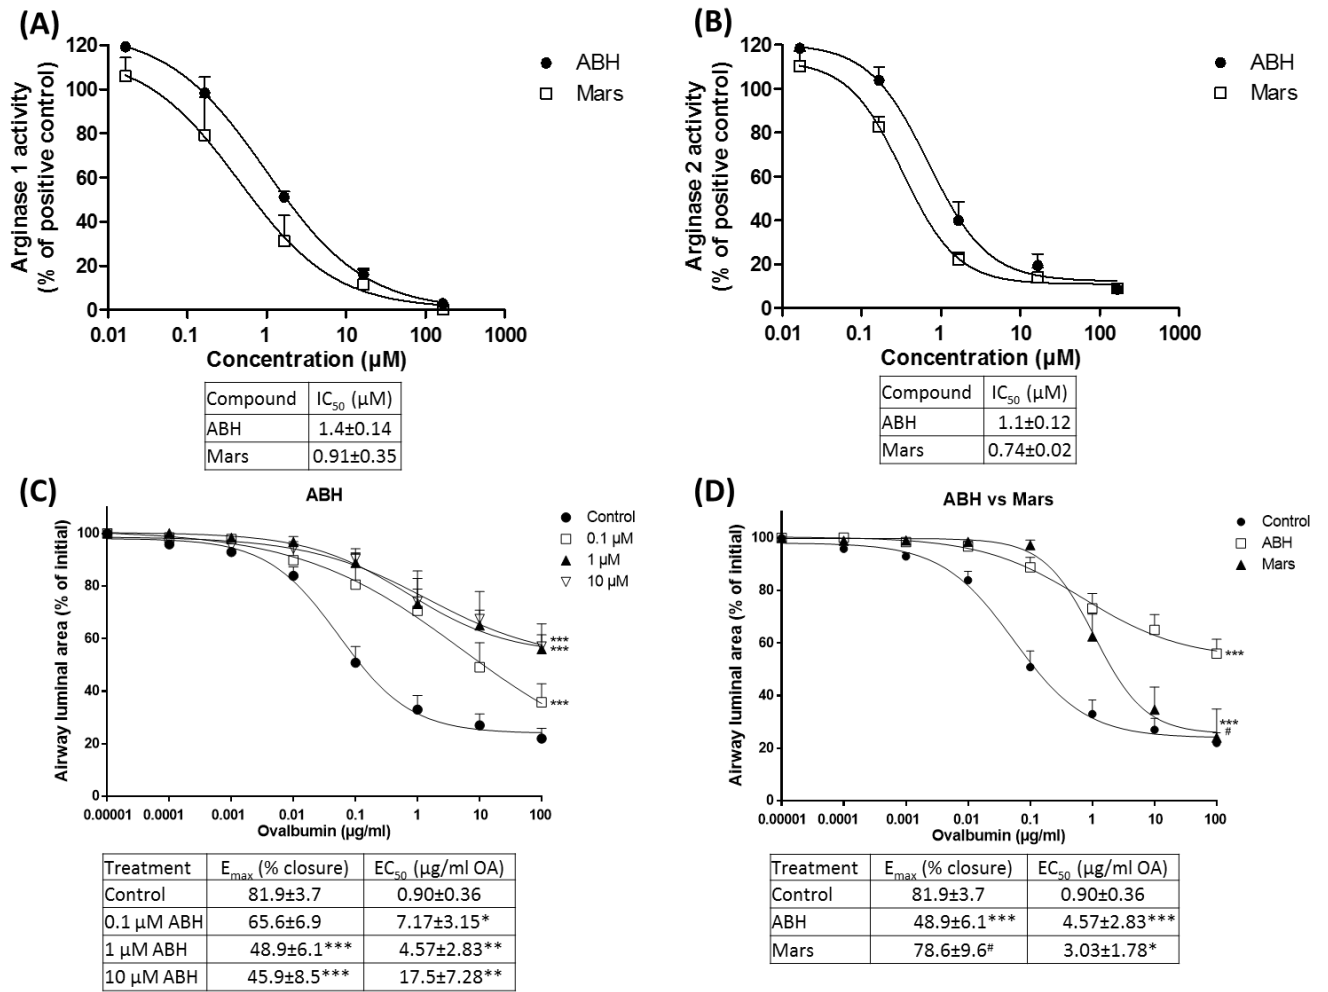 (A)
120
100
80
60
40
20
0
Arginase 1 activity
(% of positive control)
0.01 0.1 1 10 100 1000
Concentration (µM)
ABH
Mars
Compound IC50 (µM)
ABH 1.4±0.14
Mars 0.91±0.35
(B)
120
100
80
60
40
20
0
Arginase 2 activity
(% of positive control)
0.01 0.1 1 10 100 1000
Concentration (µM)
ABH
Mars
Compound IC50 (µM)
ABH 1.1±0.12
Mars 0.74±0.02
(C)
ABH
100
80
60
40
20
0
Airway luminal area (% of initial)
0.00001 0.0001 0.001 0.01 0.1 1 10 100
Ovalbumin (µg/ml)
Control
0.1 µM
1 µM
10 µM
***
***
***
Treatment Emax (% closure) EC50 (µg/ml OA)
Control 81.9±3.7 0.90±0.36
0.1 µM ABH 65.6±6.9 7.17±3.15*
1 µM ABH 48.9±6.1*** 4.57±2.83**
10 µM ABH 45.9±8.5*** 17.5±7.28**
(D)
ABH vs Mars
100
80
60
40
20
0
Airway luminal area (% of initial)
0.00001 0.0001 0.001 0.01 0.1 1 10 100
Ovalbumin (µg/ml)
Control
ABH
Mars
***
***
#
Treatment Emax (% closure) EC50 (µg/ml OA)
Control 81.9±3.7 0.90±0.36
ABH 48.9±6.1*** 4.57±2.83***
Mars 78.6±9.6# 3.03±1.78*